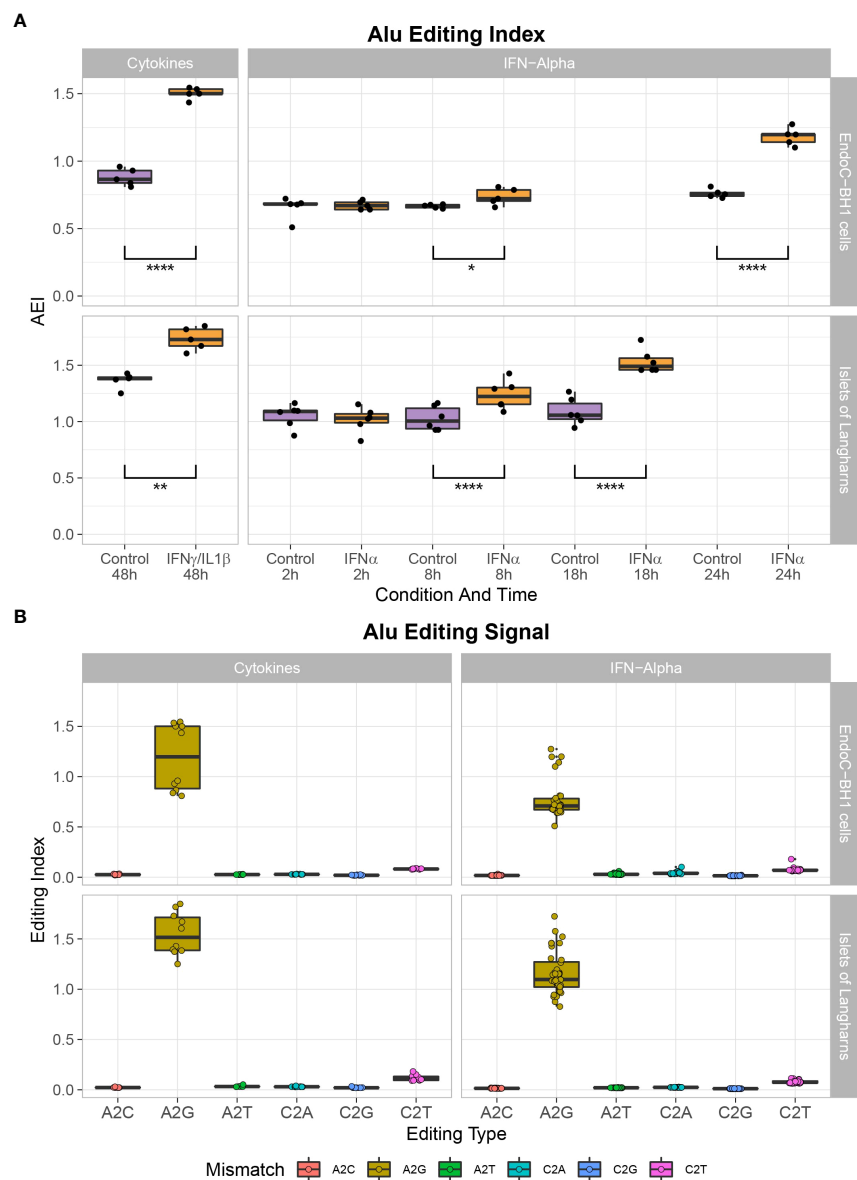 A
Alu Editing Index
Cytokines
IFN−Alpha
1.5
1.0
0.5
0.0
EndoC−BH1 cells
****
*
****
AEI
1.5
1.0
0.5
0.0
Islets of Langharns
**
****
****
Control 48h
IFNγ/IL1β 48h
Control 2h
IFNα 2h
Control 8h
IFNα 8h
Control 18h
IFNα 18h
Control 24h
IFNα 24h
Condition And Time
B
Alu Editing Signal
Cytokines
IFN−Alpha
1.5
1.0
0.5
0.0
EndoC−BH1 cells
Editing Index
1.5
1.0
0.5
0.0
Islets of Langharns
A2C A2G A2T C2A C2G C2T
A2C A2G A2T C2A C2G C2T
Editing Type
Mismatch A2C A2G A2T C2A C2G C2T